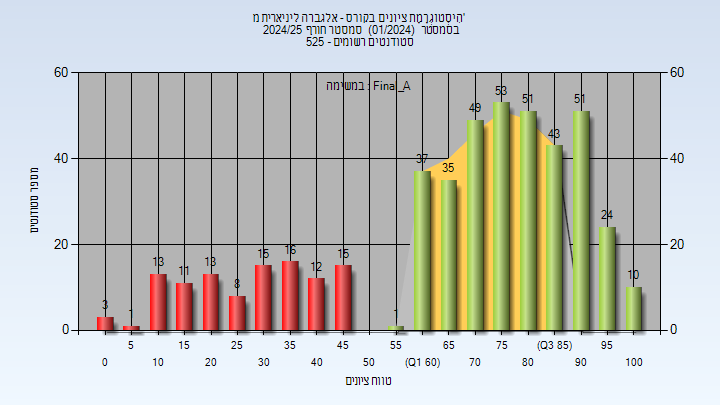 הִיסְטוֹגְרָמַת ציונים בקורס - אלגברה ליניארית מ'
בסמסטר (01/2024) סמסטר חורף 2024/25
סטודנטים רשומים - 525
במשימה : Final_A
מספר סטודנטים
60 60
40 40
20 20
0 0
3 1 13 11 13 8 15 16 12 15 1 37 35 49 53 51 43 51 24 10
5 15 25 35 45 55 65 75 (Q3 85) 95
0 10 20 30 40 50 (Q1 60) 70 80 90 100
טווח ציונים